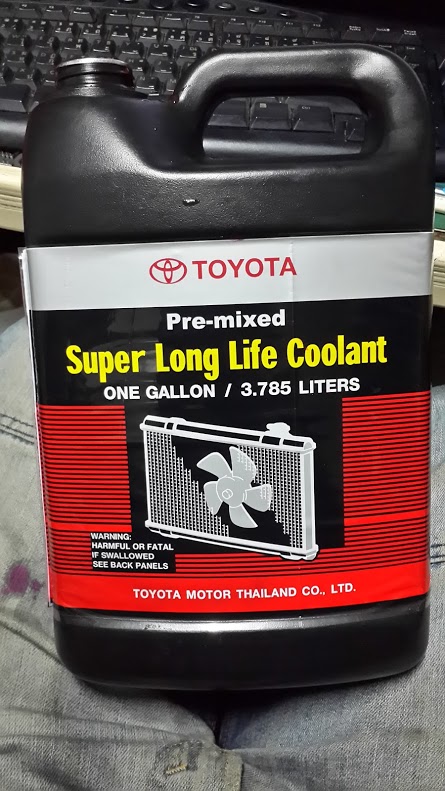 TOYOTA
Pre-mixed
Super Long Life Coolant
ONE GALLON / 3.785 LITERS
WARNING:
HARMFUL OR FATAL
IF SWALLOWED
SEE BACK PANELS
TOYOTA MOTOR THAILAND CO., LTD.